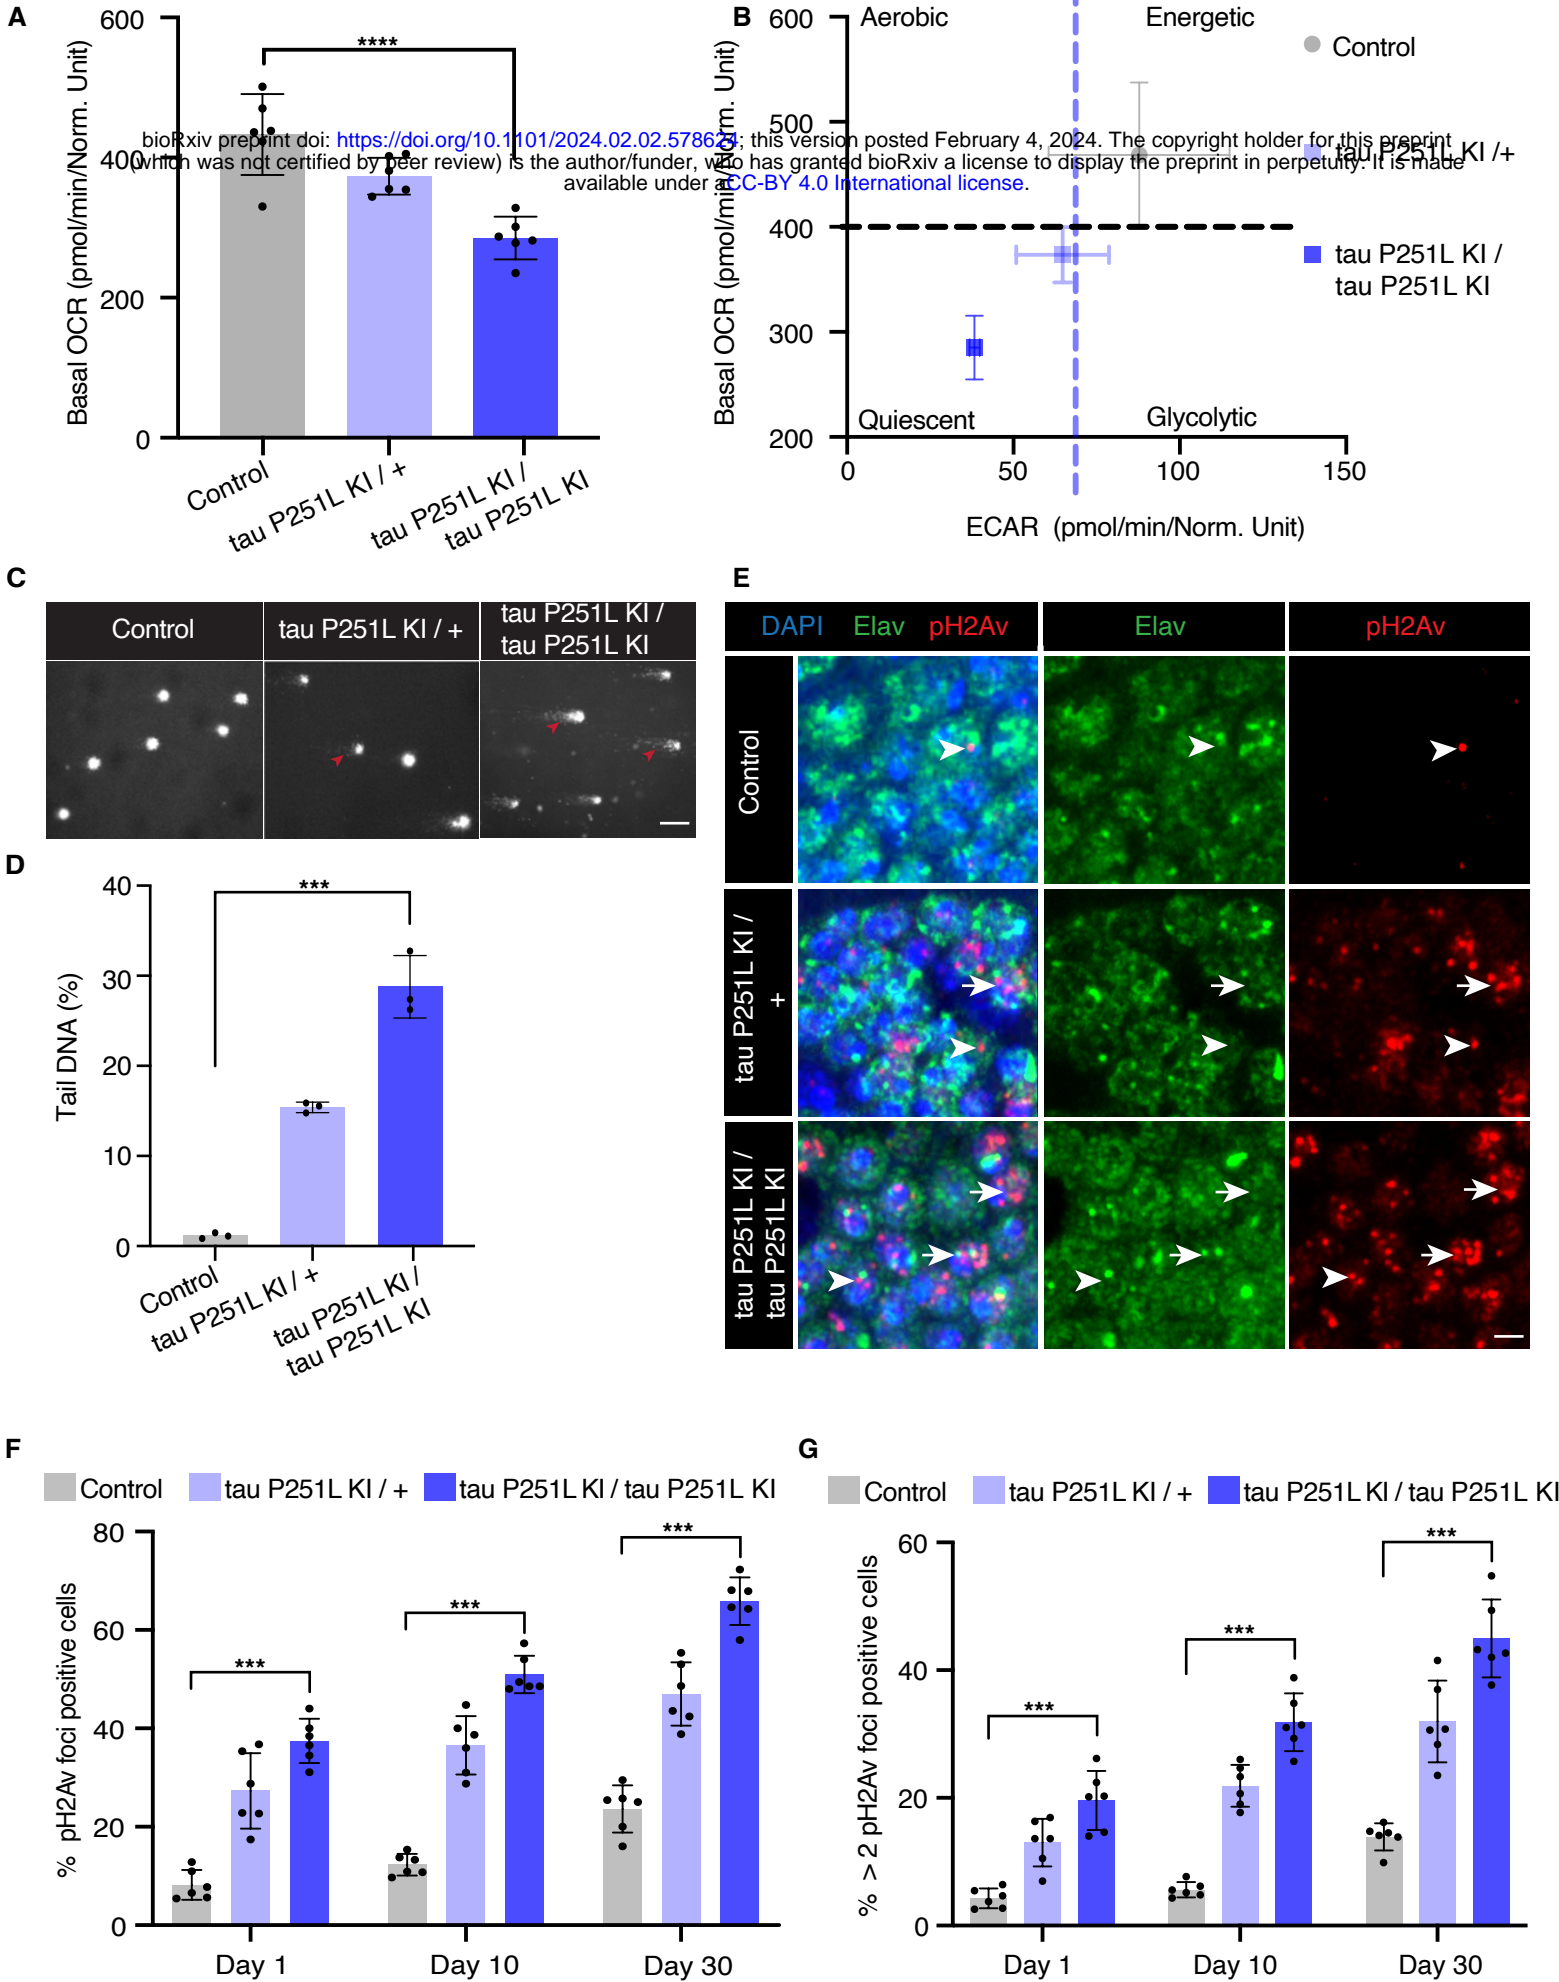 A
600
400
200
0
Basal OCR (pmol/min/min/Norm. Unit)
****
Control
tau P251L KI / +
tau P251L KI /
tau P251L KI
B
600
500
400
300
200
Basal OCR (pmol/min/min/Norm. Unit)
Aerobic
Energetic
Quiescent
Glycolytic
0
50
100
150
ECAR (pmol/min/Norm. Unit)
Control
tau P251L KI /+
tau P251L KI /
tau P251L KI
bioRxiv preprint doi: https://doi.org/10.1101/2024.02.02.578624; this version posted February 4, 2024. The copyright holder for this preprint
(which was not certified by peer review) is the author/funder, who has granted bioRxiv a license to display the preprint in perpetuity. It is made
available under aCC-BY 4.0 International license.
C
Control
tau P251L KI / +
tau P251L KI /
tau P251L KI
D
40
30
20
10
0
Tail DNA (%)
***
Control
tau P251L KI / +
tau P251L KI /
tau P251L KI
E
DAPI Elav pH2Av
Elav
pH2Av
Control
tau P251L KI /
+
tau P251L KI /
tau P251L KI
F
Control
tau P251L KI / +
tau P251L KI / tau P251L KI
80
60
40
20
0
% pH2Av foci positive cells
***
***
***
Day 1
Day 10
Day 30
G
Control
tau P251L KI / +
tau P251L KI / tau P251L KI
60
40
20
0
% > 2 pH2Av foci positive cells
***
***
***
Day 1
Day 10
Day 30